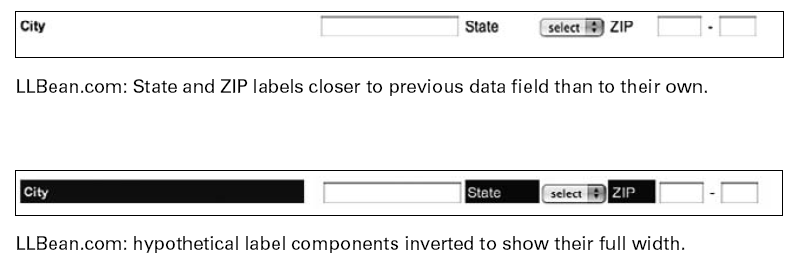 City State select ZIP -
LLBean.com: State and ZIP labels closer to previous data field than to their own.
City State select ZIP -
LLBean.com: hypothetical label components inverted to show their full width.